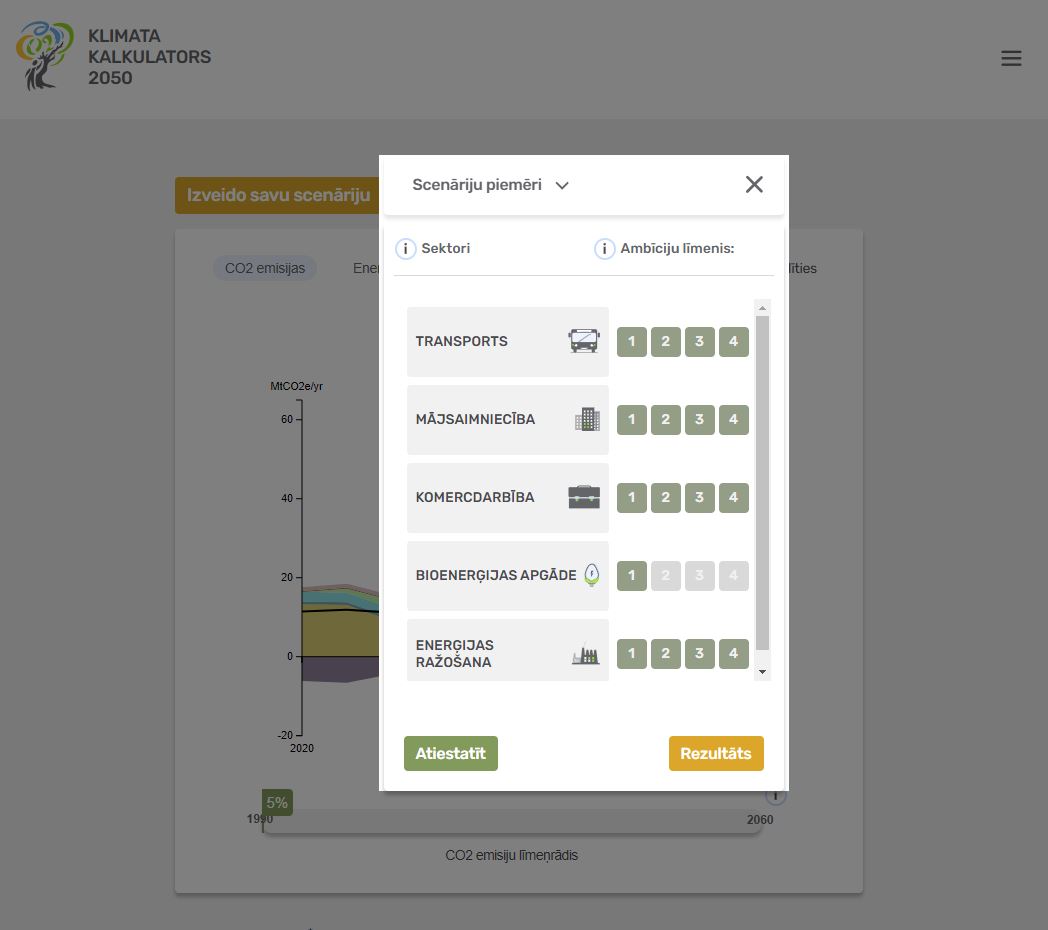 KLIMATA
KALKULATORS
2050
Scenāriju piemēri
Izveido savu scenāriju
i Sektori
i Ambīciju līmenis:
CO2 emisijas
TRANSPORTS
1 2 3 4
MtCO2e/yr
MĀJSAIMNIECĪBA
1 2 3 4
60
KOMERCDARBĪBA
1 2 3 4
40
BIOENERĢIJAS APGĀDE
1 2 3 4
20
ENERĢIJAS
RAŽOŠANA
1 2 3 4
0
-20
2020
Atiestatīt
Rezultāts
5%
i
1990
2060
CO2 emisiju līmeņrādis